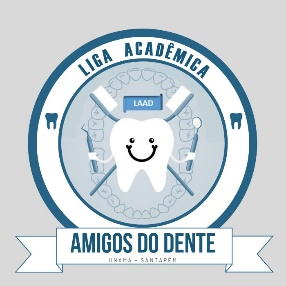 LIGA ACADÊMICA
LAAD
AMIGOS DO DENTE
UNAMA - SANTARÉM